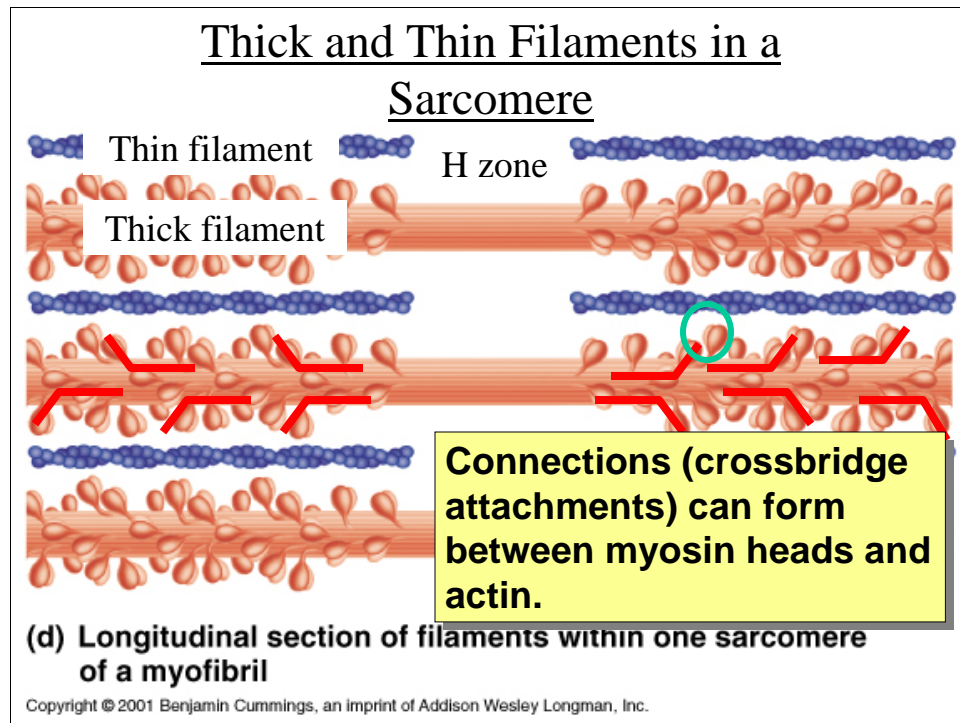 Thick and Thin Filaments in a
Sarcomere
Thin filament
H zone
Thick filament
Connections (crossbridge
attachments) can form
between myosin heads and
actin.
(d) Longitudinal section of filaments within one sarcomere
of a myofibril
Copyright © 2001 Benjamin Cummings, an imprint of Addison Wesley Longman, Inc.